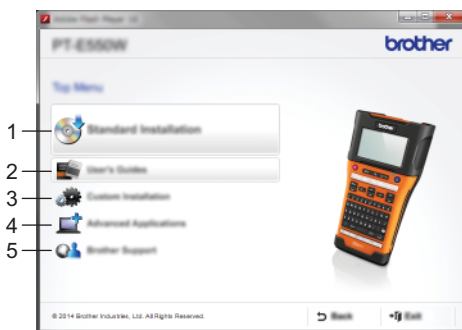 Adobe Flash Player 10
PT-E550W
brother
Top Menu
1
Standard Installation
2
User's Guides
3
Custom Installation
4
Advanced Applications
5
Brother Support
brother
© 2014 Brother Industries, Ltd. All Rights Reserved.
Back
Exit